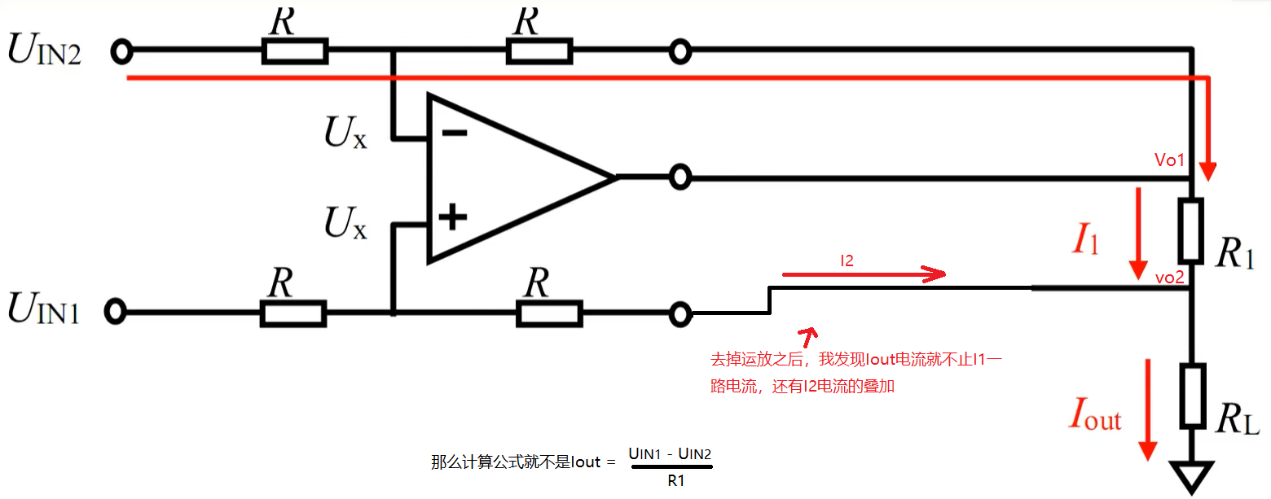 R
R
UIN2
Ux
−
Vo1
Ux
+
I1
R1
I2
vo2
R
R
UIN1
去掉运放之后，我发现Iout电流就不止I1一
路电流，还有I2电流的叠加
Iout
RL
那么计算公式就不是Iout = UIN1 - UIN2
R1